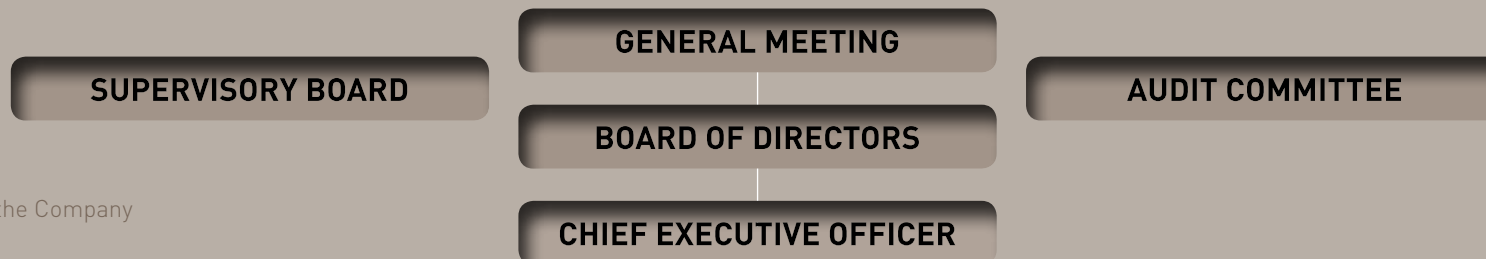 GENERAL MEETING
SUPERVISORY BOARD
AUDIT COMMITTEE
BOARD OF DIRECTORS
the Company
CHIEF EXECUTIVE OFFICER